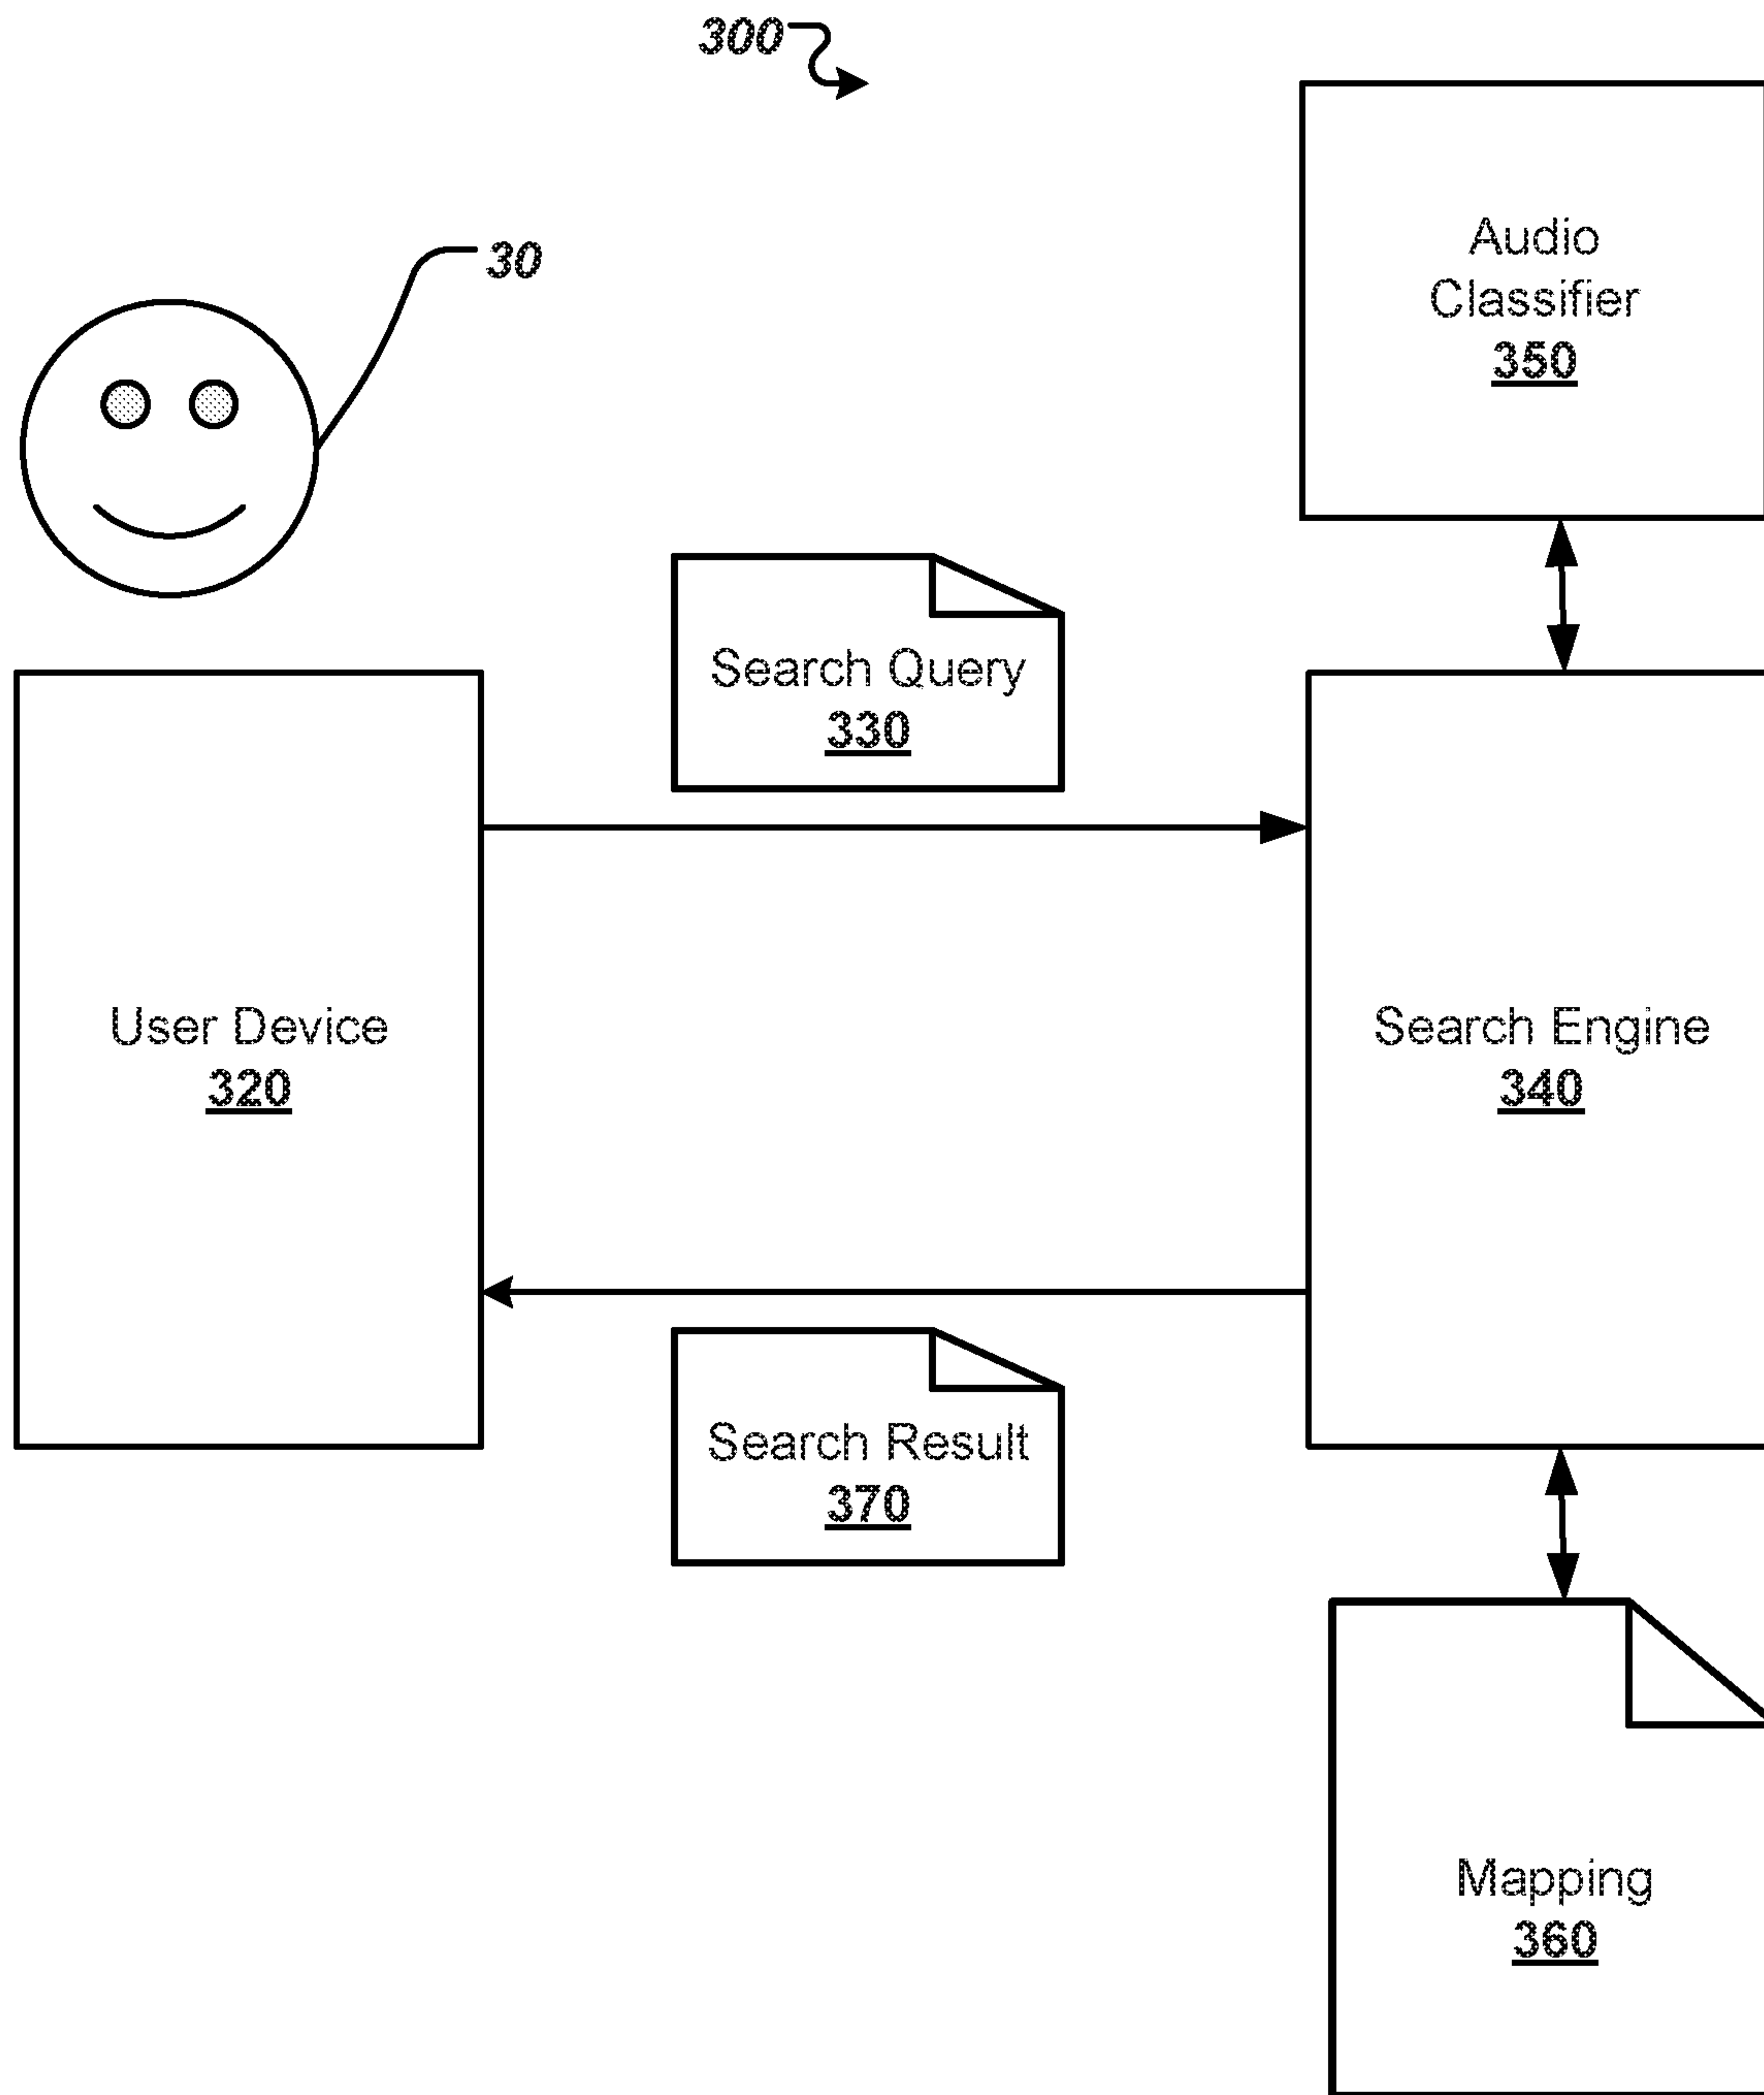 300
30
Audio
Classifier
350
Search Query
330
User Device
320
Search Engine
340
Search Result
370
Mapping
360